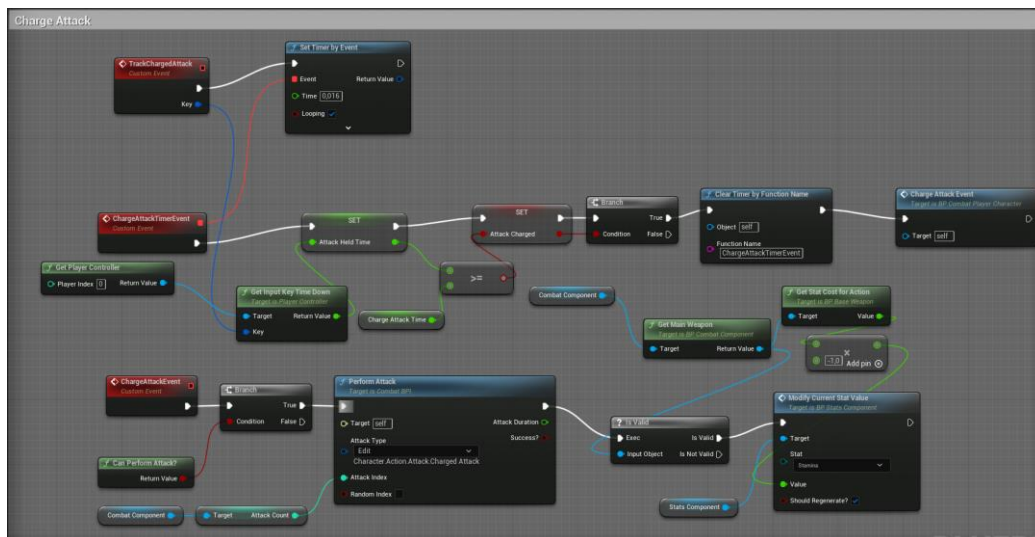 Charge Attack
TrackChargedAttack
Custom Event
Key
Set Timer by Event
Event
Return Value
Time 0,016
Looping
ChargeAttackTimerEvent
Custom Event
SET
Attack Held Time
SET
Attack Charged
Branch
True
Condition
False
Clear Timer by Function Name
Object self
Function Name
ChargeAttackTimerEvent
Charge Attack Event
Target is BP Combat Player Character
Target self
Get Player Controller
Player Index 0
Return Value
Get Input Key Time Down
Target is Player Controller
Target
Return Value
Key
>=
Charge Attack Time
Combat Component
Get Main Weapon
Target is BP Combat Component
Target
Return Value
Get Stat Cost for Action
Target is BP Base Weapon
Target
Value
x
-1,0
Add pin
ChargeAttackEvent
Custom Event
Branch
True
Condition
False
Can Perform Attack?
Return Value
Perform Attack
Target is Combat BPI
Target self
Attack Duration
Success?
Attack Type
Edit
Character.Action.Attack.Charged Attack
Attack Index
Random Index
Combat Component
Target
Attack Count
? Is Valid
Exec
Is Valid
Input Object
Is Not Valid
Modify Current Stat Value
Target is BP Stats Component
Target
Stat
Stamina
Value
Should Regenerate?
Stats Component